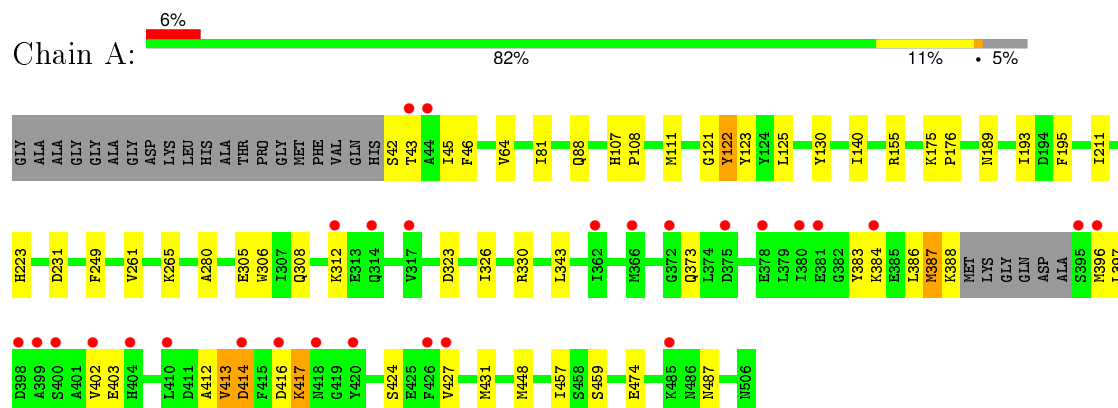 6%
Chain A:
82% 11% • 5%
GLY ALA ALA GLY GLY ALA GLY ASP LYS LEU HIS ALA THR PRO GLY MET PHE VAL GLN HIS S42 T43 A44 I45 F46 V64 I81 Q88 H107 P108 M111 G121 Y122 Y123 Y124 L125 Y130 I140 R155 K175 P176 N189 I193 D194 F195 I211
H223 D231 F249 V261 K265 A280 E305 W306 I307 Q308 K312 E313 Q314 V317 D323 I326 R330 L343 I362 M366 G372 Q373 L374 D375 E378 L379 I380 E381 G382 Y383 K384 E385 L386 M387 K388 MET LYS GLY GLN ASP ALA S395 M396
D398 A399 S400 A401 V402 E403 H404 L410 D411 A412 V413 D414 F415 D416 K417 N418 G419 Y420 S424 E425 F426 V427 M431 M448 I457 S458 S459 E474 K485 N486 N487 N506